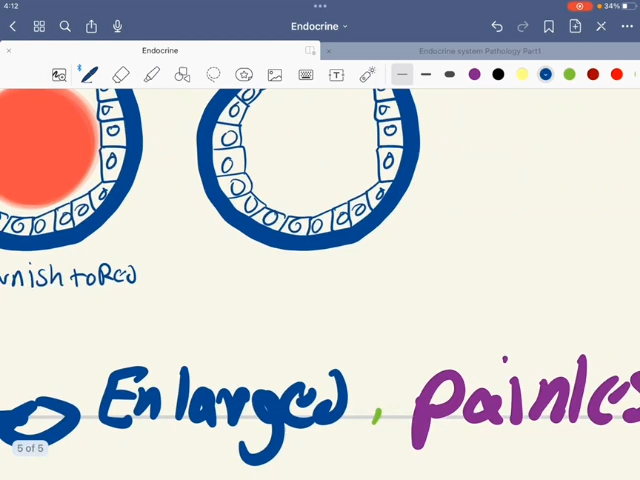 4:12
34%
Endocrine
Endocrine
Endocrine system Pathology Part1
T
rnish to Red
Enlarged, painles
5 of 5